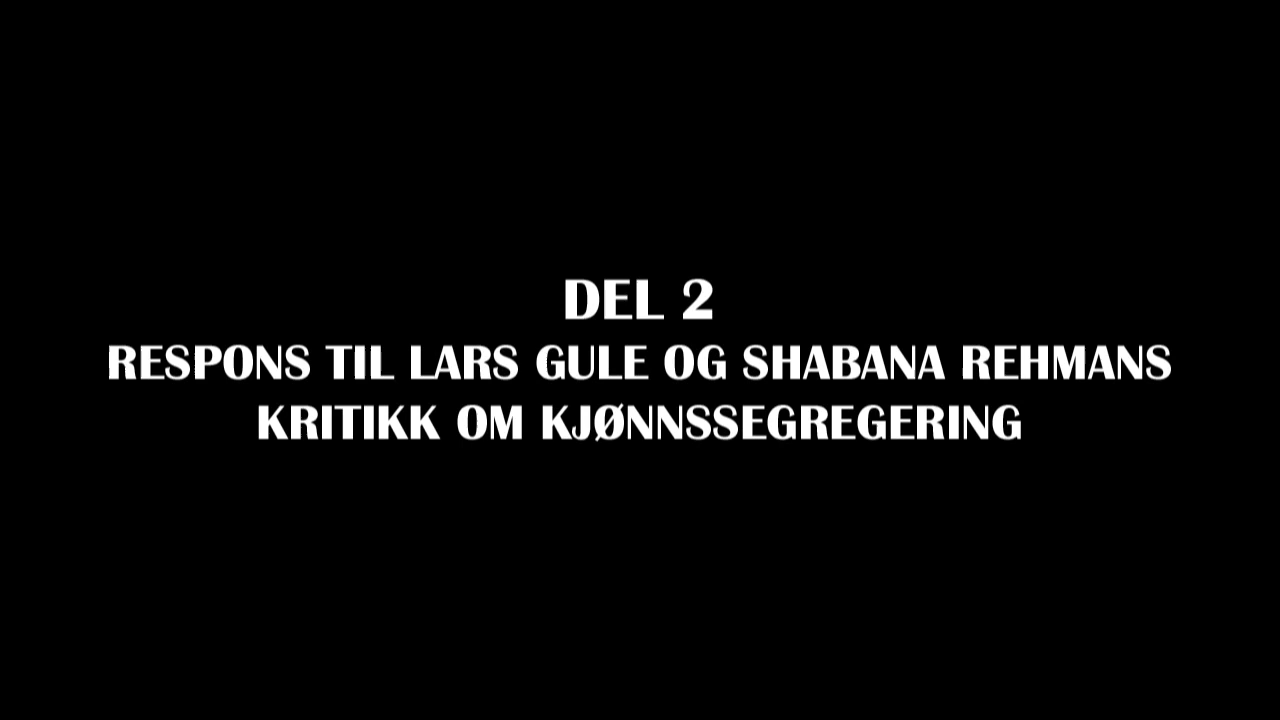 DEL 2
RESPONS TIL LARS GULE OG SHABANA REHMANS
KRITIKK OM KJØNNSSEGREGERING